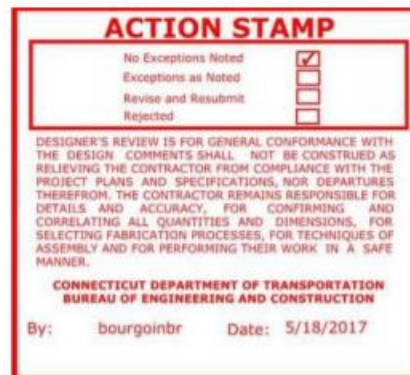 ACTION STAMP
No Exceptions Noted
Exceptions as Noted
Revise and Resubmit
Rejected
DESIGNER'S REVIEW IS FOR GENERAL CONFORMANCE WITH
THE DESIGN COMMENTS SHALL NOT BE CONSTRUED AS
RELIEVING THE CONTRACTOR FROM COMPLIANCE WITH THE
PROJECT PLANS AND SPECIFICATIONS, NOR DEPARTURES
THEREFROM. THE CONTRACTOR REMAINS RESPONSIBLE FOR
DETAILS AND ACCURACY, FOR CONFIRMING AND
CORRELATING ALL QUANTITIES AND DIMENSIONS, FOR
SELECTING FABRICATION PROCESSES, FOR TECHNIQUES OF
ASSEMBLY AND FOR PERFORMING THEIR WORK IN A SAFE
MANNER.
CONNECTICUT DEPARTMENT OF TRANSPORTATION
BUREAU OF ENGINEERING AND CONSTRUCTION
By: bourgoinbr Date: 5/18/2017